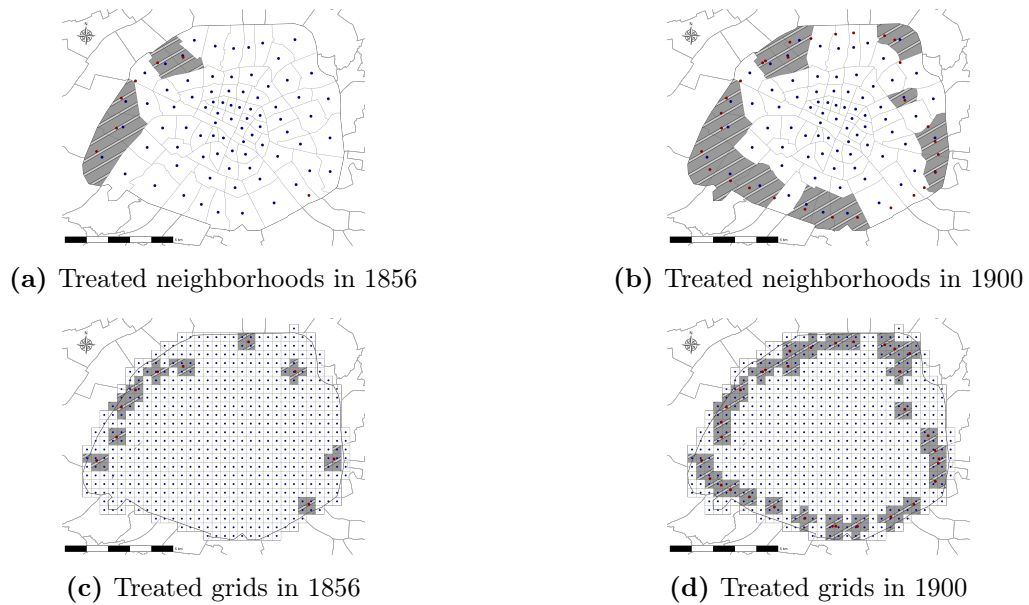 (a) Treated neighborhoods in 1856
(b) Treated neighborhoods in 1900
(c) Treated grids in 1856
(d) Treated grids in 1900